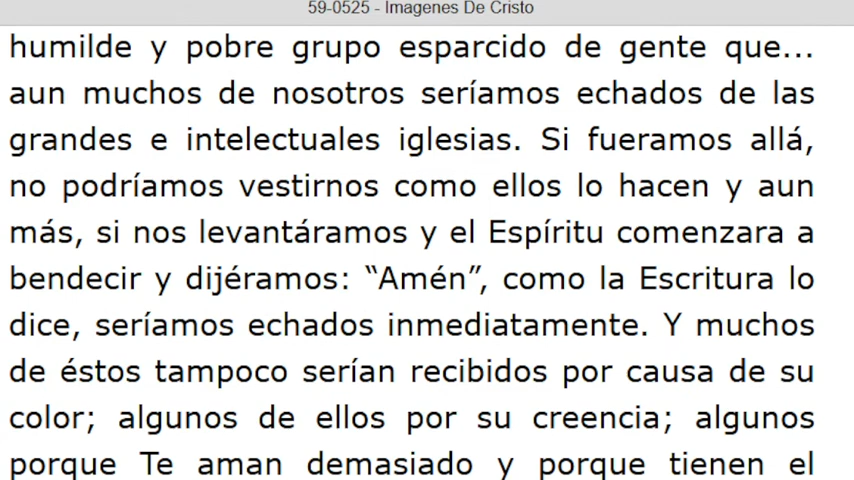 59-0525 - Imagenes De Cristo
humilde y pobre grupo esparcido de gente que...
aun muchos de nosotros seríamos echados de las
grandes e intelectuales iglesias. Si fueramos allá,
no podríamos vestirnos como ellos lo hacen y aun
más, si nos levantáramos y el Espíritu comenzara a
bendecir y dijéramos: “Amén”, como la Escritura lo
dice, seríamos echados inmediatamente. Y muchos
de éstos tampoco serían recibidos por causa de su
color; algunos de ellos por su creencia; algunos
porque Te aman demasiado y porque tienen el